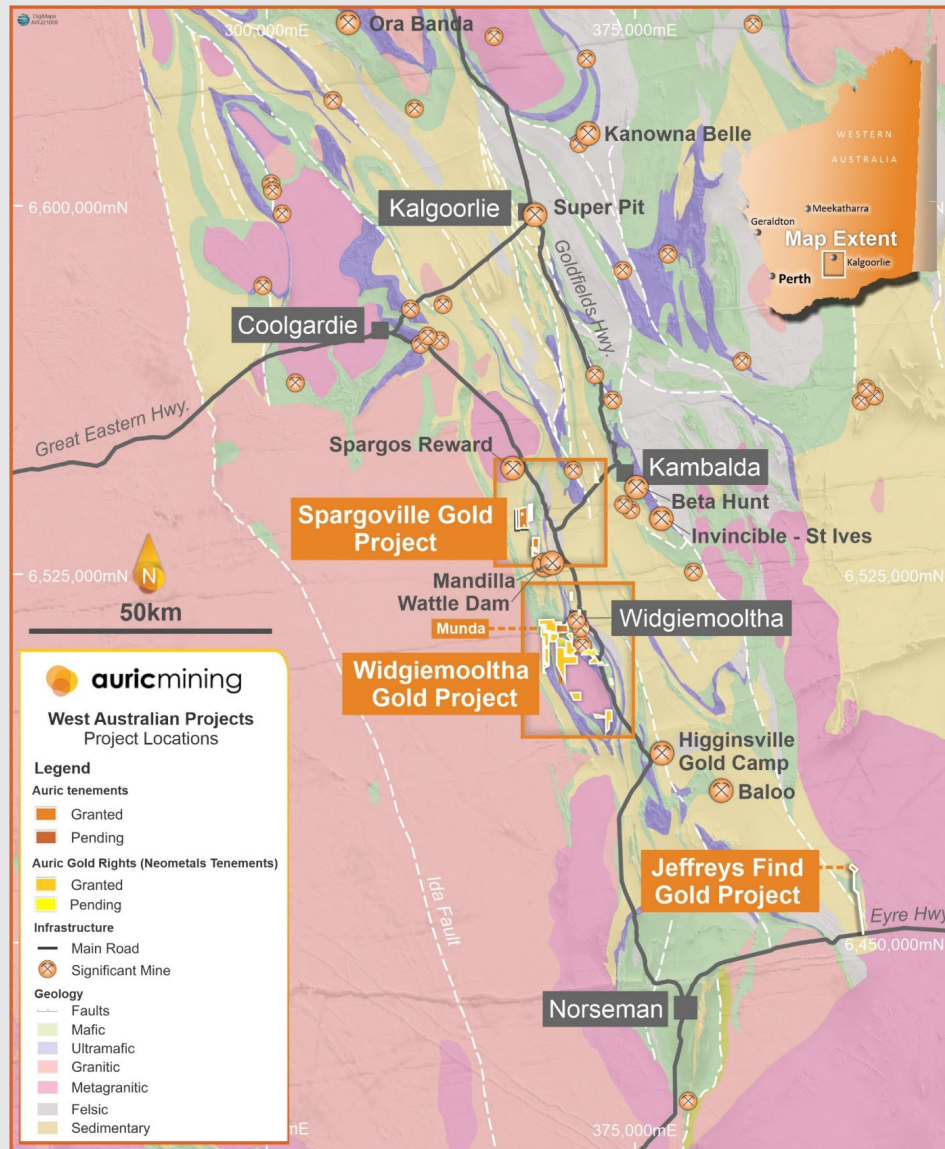 DigiMaps
300,000mE
Ora Banda
375,000mE
Kanowna Belle
WESTERN
AUSTRALIA
6,600,000mN
Kalgoorlie
Super Pit
Meekatharra
Geraldton
Map Extent
Kalgoorlie
Perth
Goldfields Hwy.
Coolgardie
Great Eastern Hwy.
Spargos Reward
Kambalda
Beta Hunt
Spargoville Gold
Project
Invincible - St Ives
6,525,000mN
6,525,000mN
N
Mandilla
Wattle Dam
50km
Munda
Widgiemooltha
Widgiemooltha
Gold Project
auricmining
West Australian Projects
Project Locations
Higginsville
Gold Camp
Baloo
Legend
Auric tenements
Granted
Pending
Auric Gold Rights (Neometals Tenements)
Granted
Pending
Jeffreys Find
Gold Project
Ida Fault
Eyre Hwy
6,450,000mN
Infrastructure
Main Road
Significant Mine
Geology
Faults
Mafic
Ultramafic
Granitic
Metagranitic
Felsic
Sedimentary
Norseman
mE
375,000mE